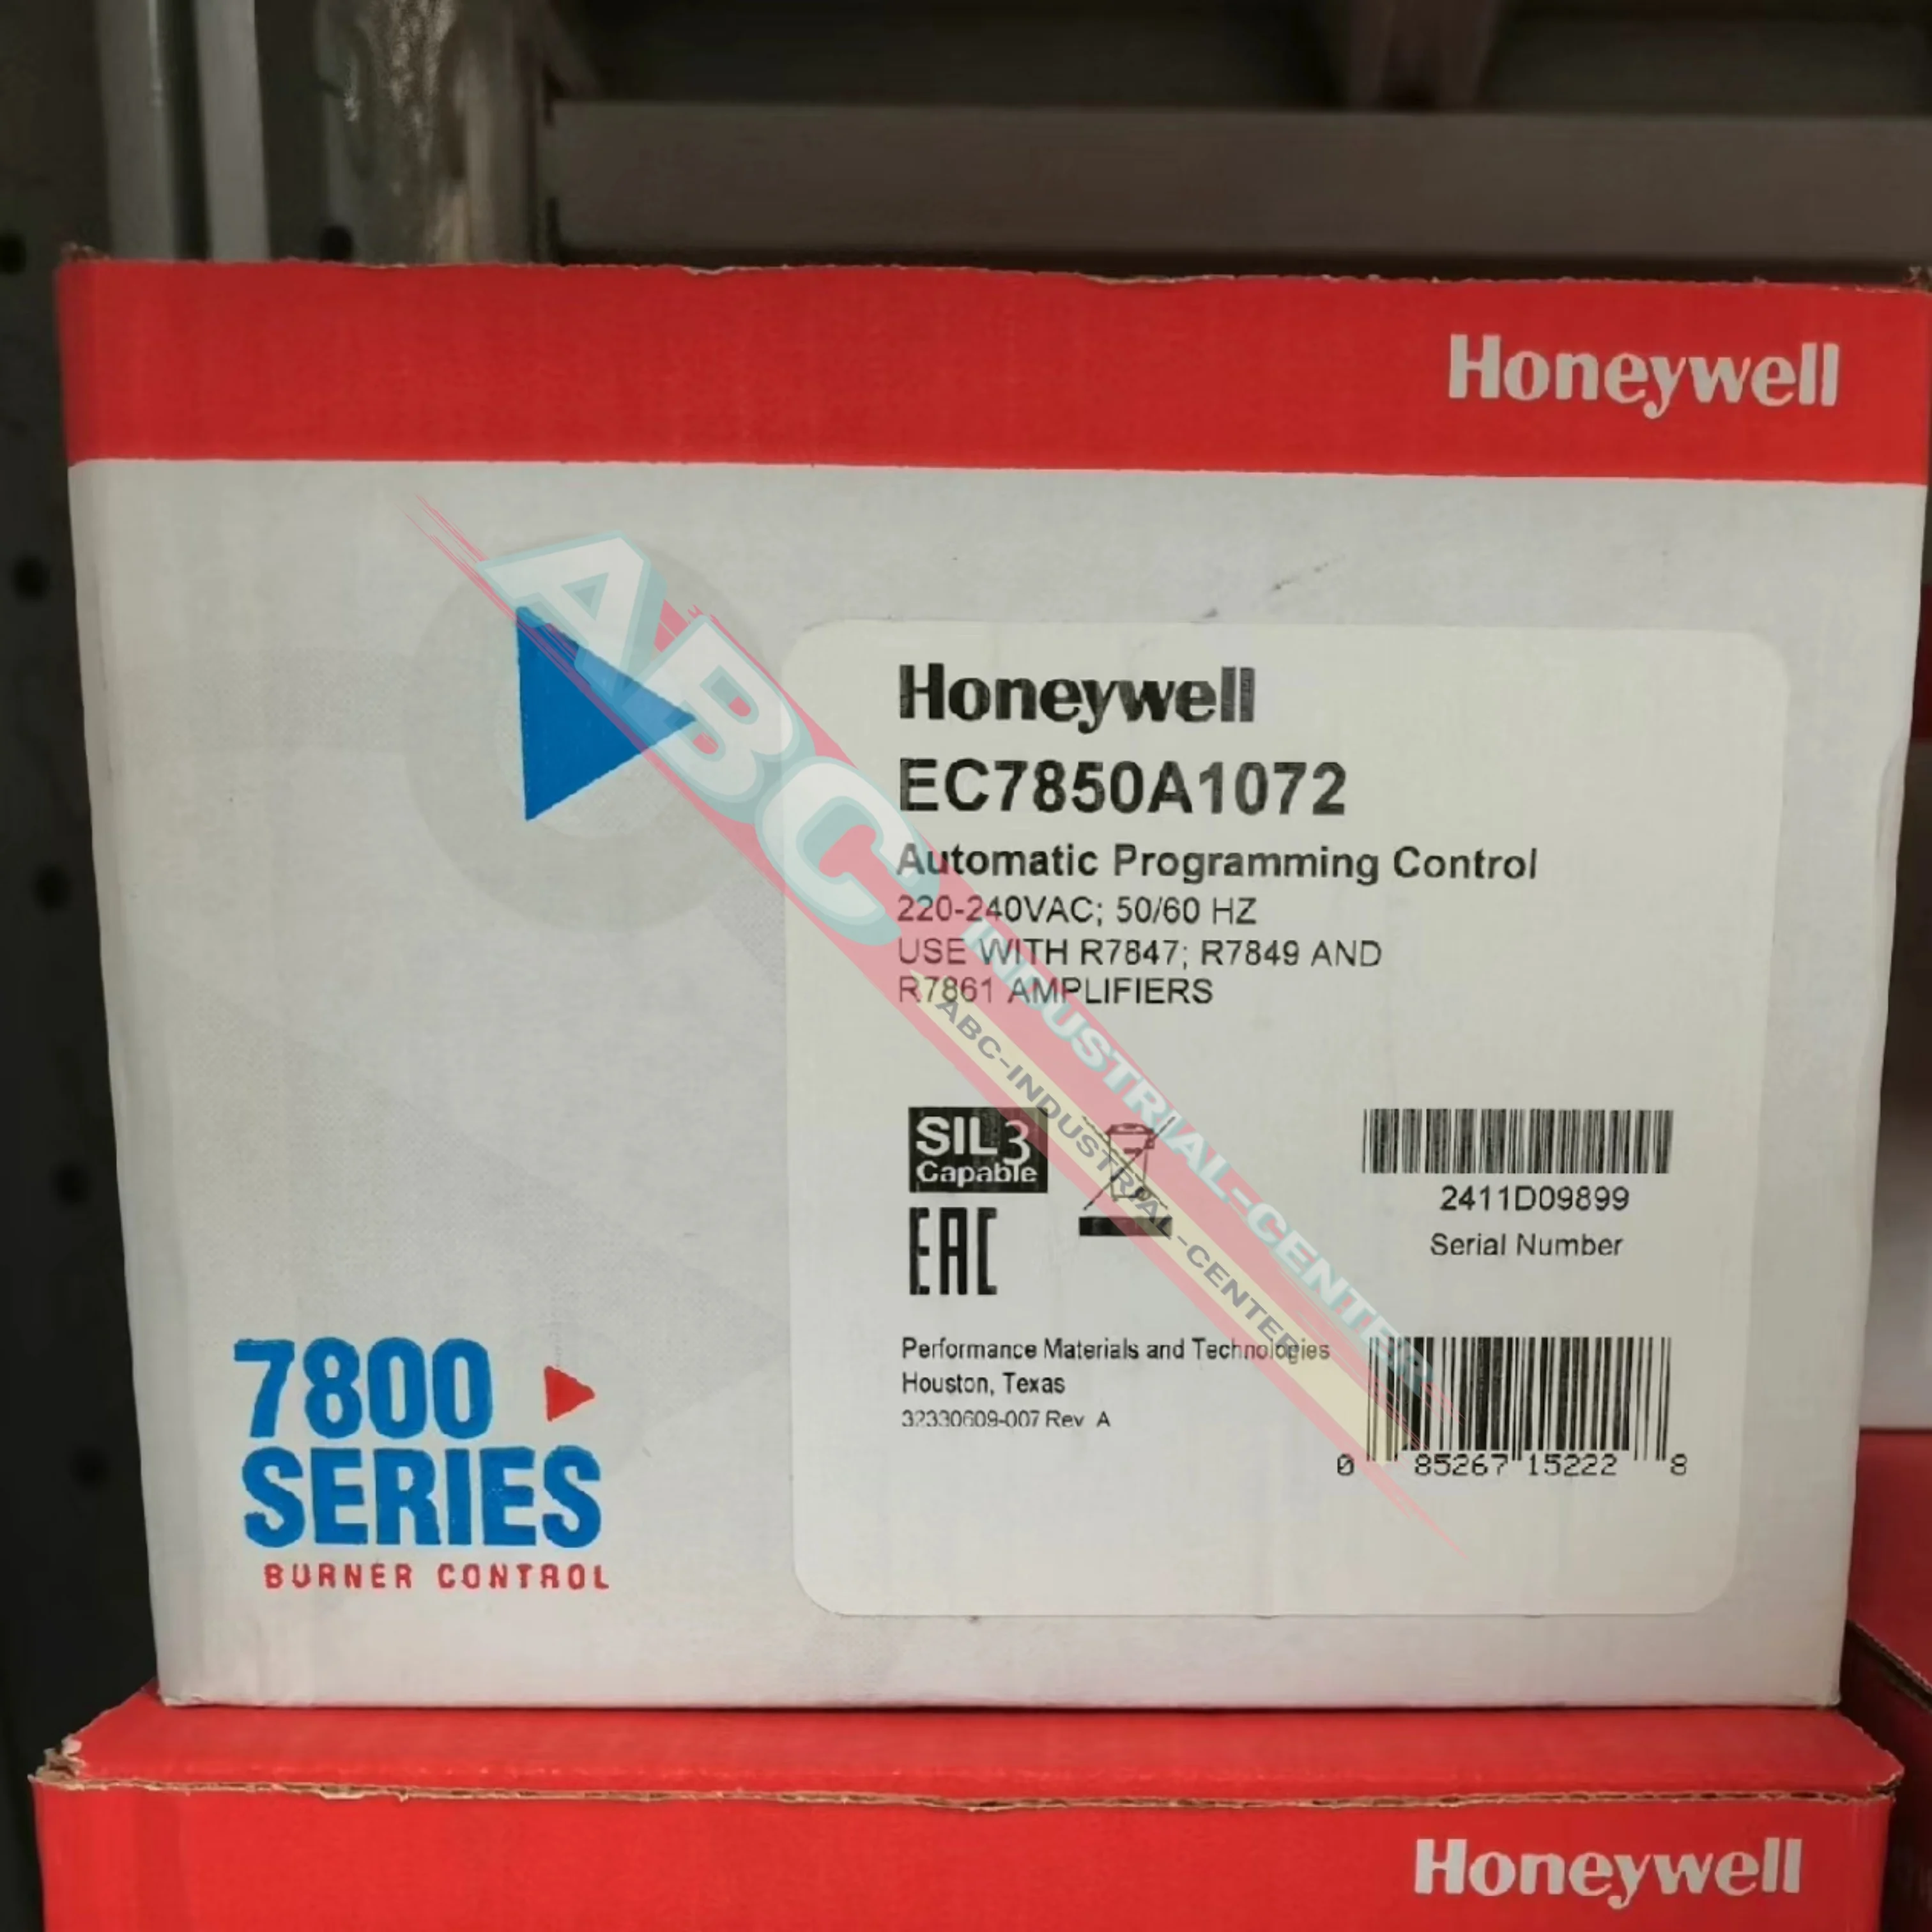 Honeywell
Honeywell
EC7850A1072
Automatic Programming Control
220-240VAC; 50/60 HZ
USE WITH R7847; R7849 AND
R7861 AMPLIFIERS
SIL 3
Capable
EAC
2411D09899
Serial Number
Performance Materials and Technologies
Houston, Texas
32330609-007 Rev A
0 85267 15222 8
7800
SERIES
BURNER CONTROL
ABC
INDUSTRIAL-CENTER
ABC-INDUSTRIAL-CENTER
Honeywell